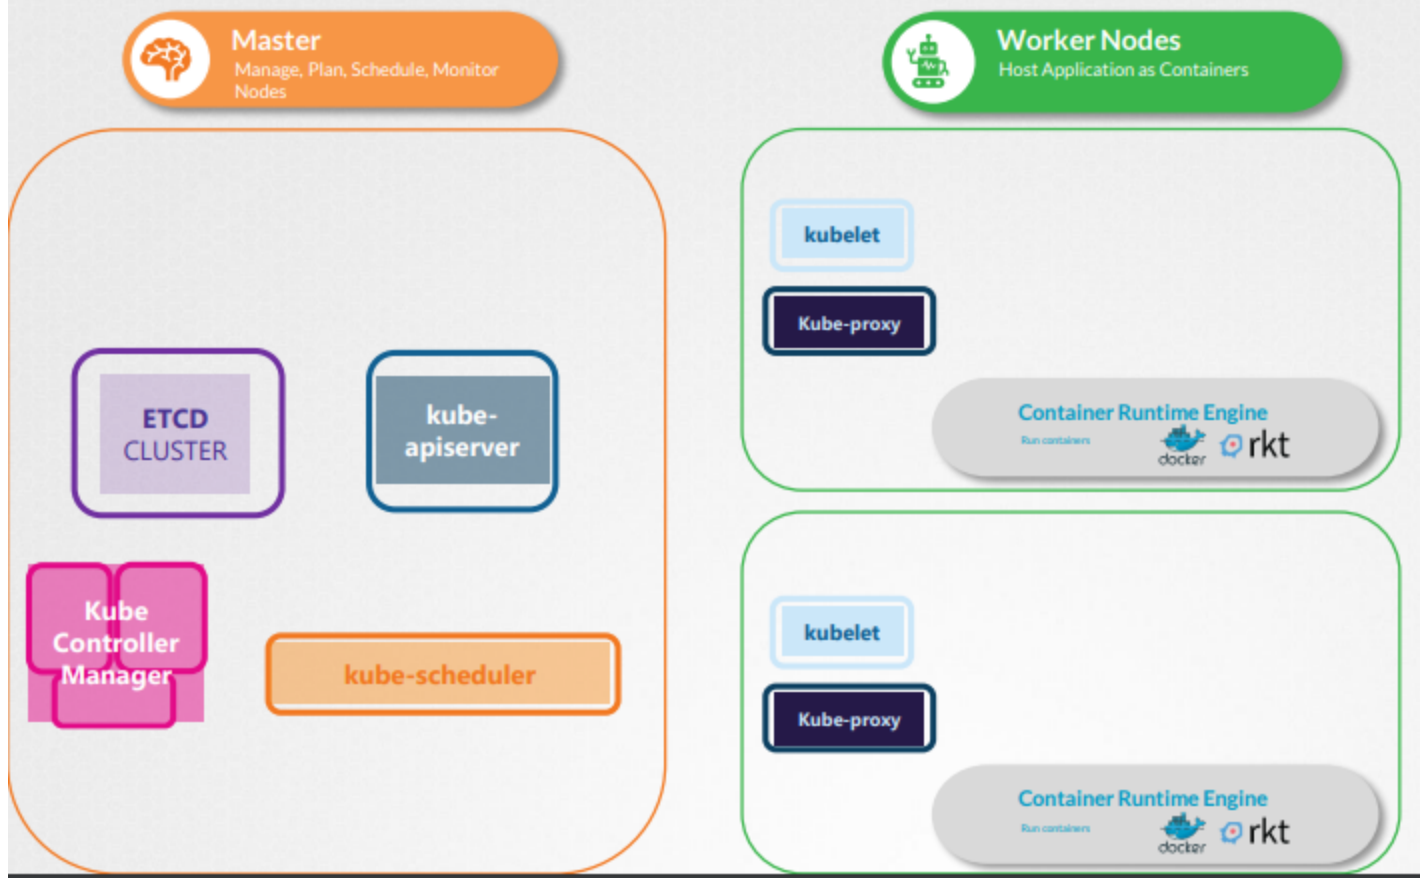 Master
Manage, Plan, Schedule, Monitor
Nodes
ETCD
CLUSTER
kube-
apiserver
Kube
Controller
Manager
kube-scheduler
Worker Nodes
Host Application as Containers
kubelet
Kube-proxy
Container Runtime Engine
Run containers
docker
rkt
kubelet
Kube-proxy
Container Runtime Engine
Run containers
docker
rkt